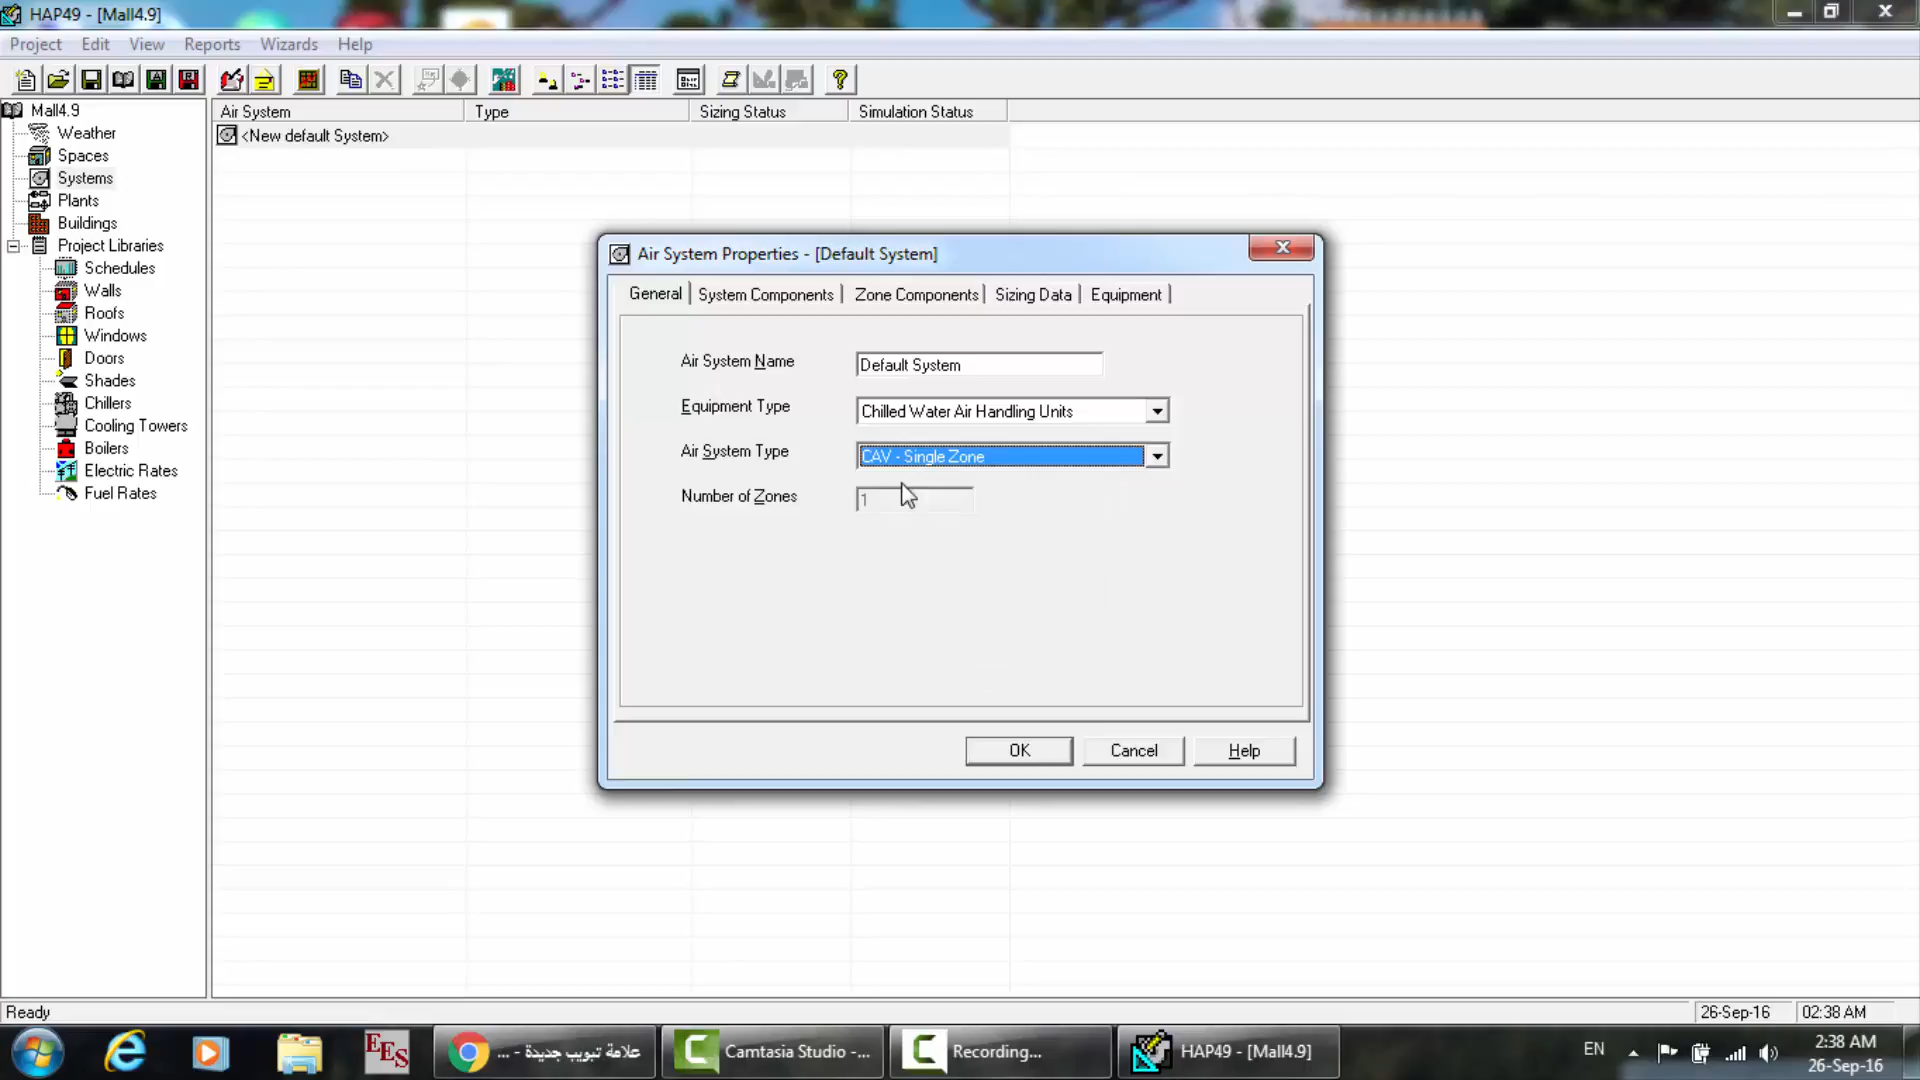 HAP49 - [Mall4.9]
Project Edit View Reports Wizards Help
Mall4.9
Weather
Spaces
Systems
Plants
Buildings
Project Libraries
Schedules
Walls
Roofs
Windows
Doors
Shades
Chillers
Cooling Towers
Boilers
Electric Rates
Fuel Rates
Air System Type Sizing Status Simulation Status
<New default System>
Air System Properties - [Default System]
General System Components Zone Components Sizing Data Equipment
Air System Name Default System
Equipment Type Chilled Water Air Handling Units
Air System Type CAV - Single Zone
Number of Zones 1
OK Cancel Help
Ready 26-Sep-16 02:38 AM
EES
علامة تبويب جديدة - ...
Camtasia Studio -...
Recording...
HAP49 - [Mall4.9]
EN
2:38 AM
26-Sep-16